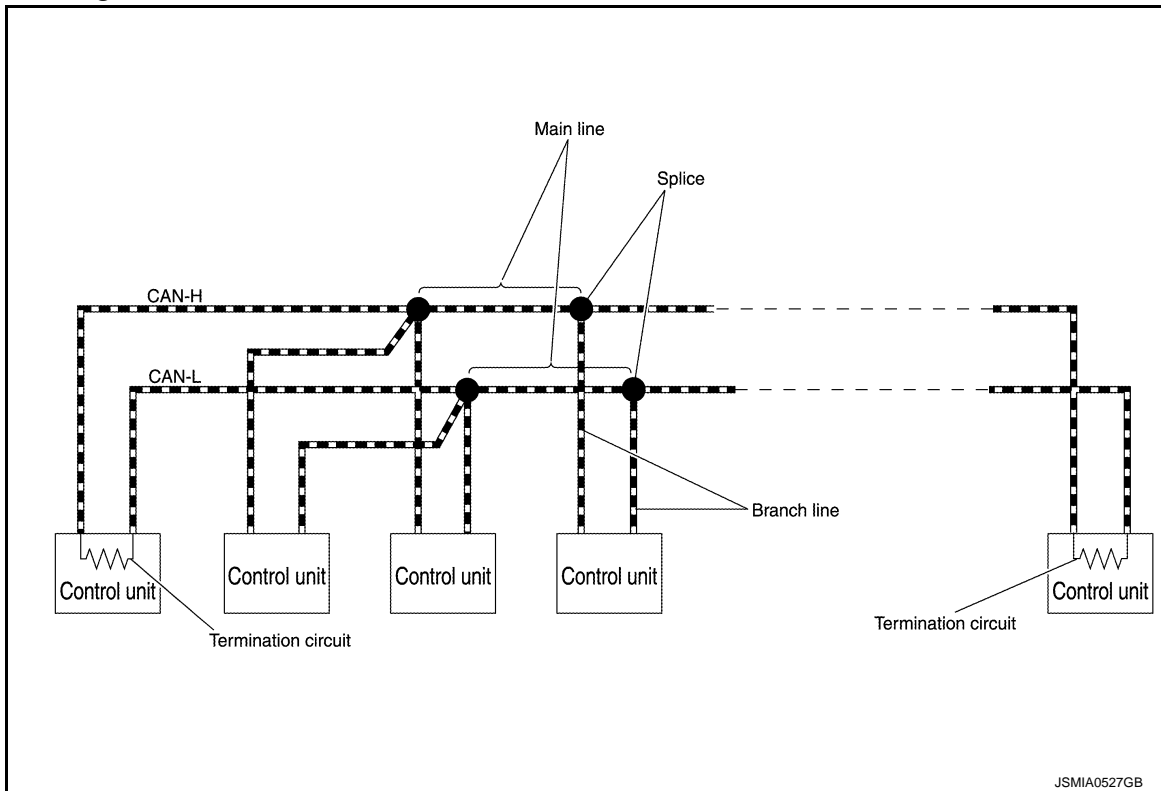 Main line
Splice
CAN-H
CAN-L
Branch line
Control unit
Control unit
Control unit
Control unit
Control unit
Termination circuit
Termination circuit
JSMIA0527GB